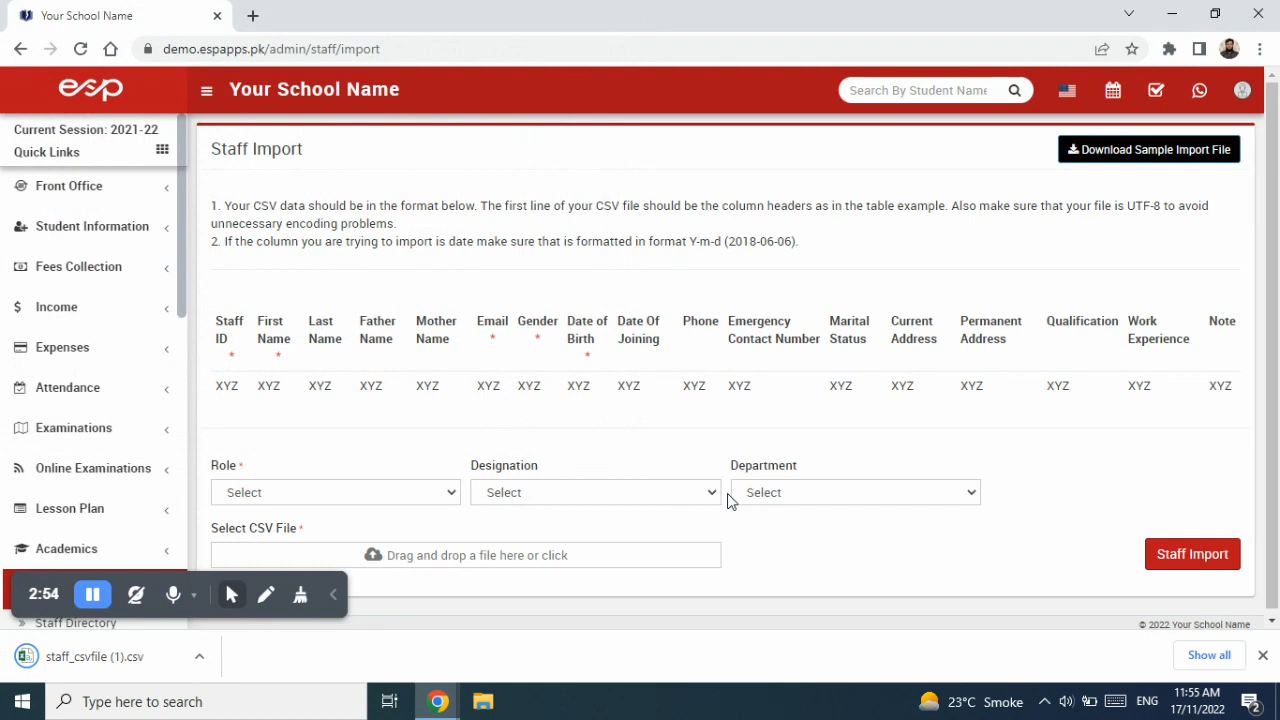 Your School Name
demo.espapps.pk/admin/staff/import
esp
Your School Name
Search By Student Name
Current Session: 2021-22
Quick Links
Front Office
Student Information
Fees Collection
Income
Expenses
Attendance
Examinations
Online Examinations
Lesson Plan
Academics
Staff Directory
Staff Import
Download Sample Import File
1. Your CSV data should be in the format below. The first line of your CSV file should be the column headers as in the table example. Also make sure that your file is UTF-8 to avoid
unnecessary encoding problems.
2. If the column you are trying to import is date make sure that is formatted in format Y-m-d (2018-06-06).
Staff First Last Father Mother Email Gender Date of Date Of Phone Emergency Marital Current Permanent Qualification Work Note
ID Name Name Name Name * * Birth Joining Contact Number Status Address Address Experience
* * *
XYZ XYZ XYZ XYZ XYZ XYZ XYZ XYZ XYZ XYZ XYZ XYZ XYZ XYZ XYZ XYZ XYZ
Role * Designation Department
Select Select Select
Select CSV File *
Drag and drop a file here or click
Staff Import
2:54
© 2022 Your School Name
staff_csvfile (1).csv
Show all
Type here to search
23°C Smoke
ENG
11:55 AM
17/11/2022
2